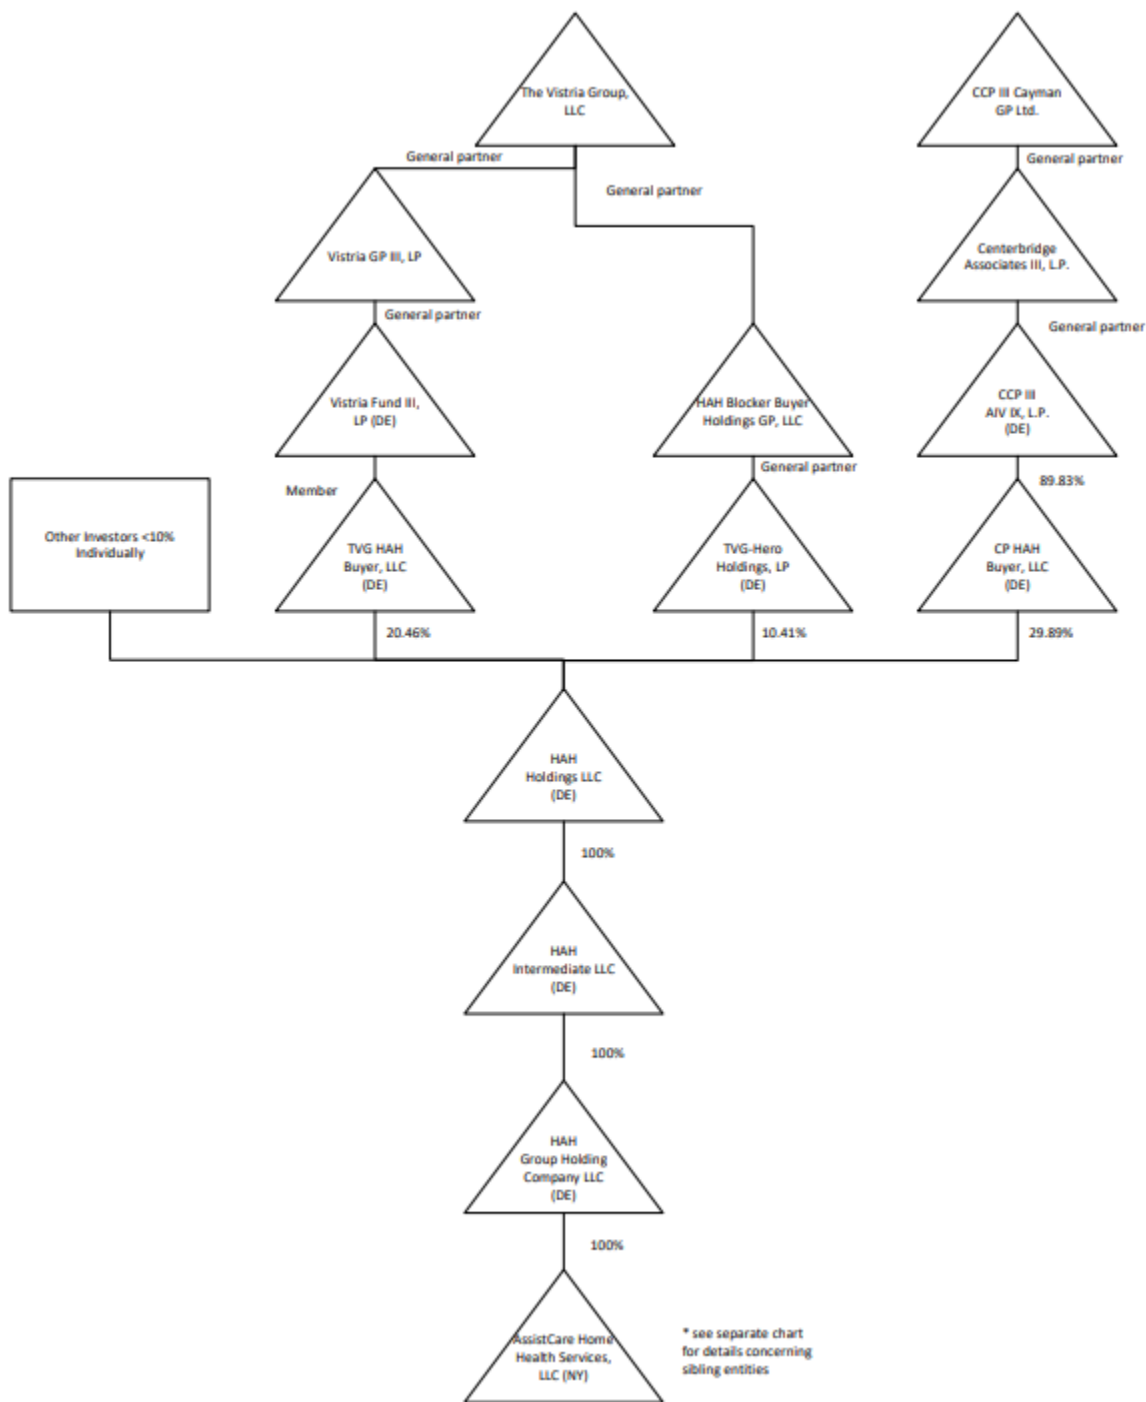 The Vistria Group,
LLC
CCP III Cayman
GP Ltd.
General partner
General partner
General partner
Vistria GP III, LP
Centerbridge
Associates III, L.P.
General partner
General partner
Vistria Fund III,
LP (DE)
HAH Blocker Buyer
Holdings GP, LLC
CCP III
AIV IX, L.P.
(DE)
Member
General partner
89.83%
Other Investors <10%
Individually
TVG HAH
Buyer, LLC
(DE)
TVG-Hero
Holdings, LP
(DE)
CP HAH
Buyer, LLC
(DE)
20.46%
10.41%
29.89%
HAH
Holdings LLC
(DE)
100%
HAH
Intermediate LLC
(DE)
100%
HAH
Group Holding
Company LLC
(DE)
100%
AssistCare Home
Health Services,
LLC (NY)
* see separate chart
for details concerning
sibling entities